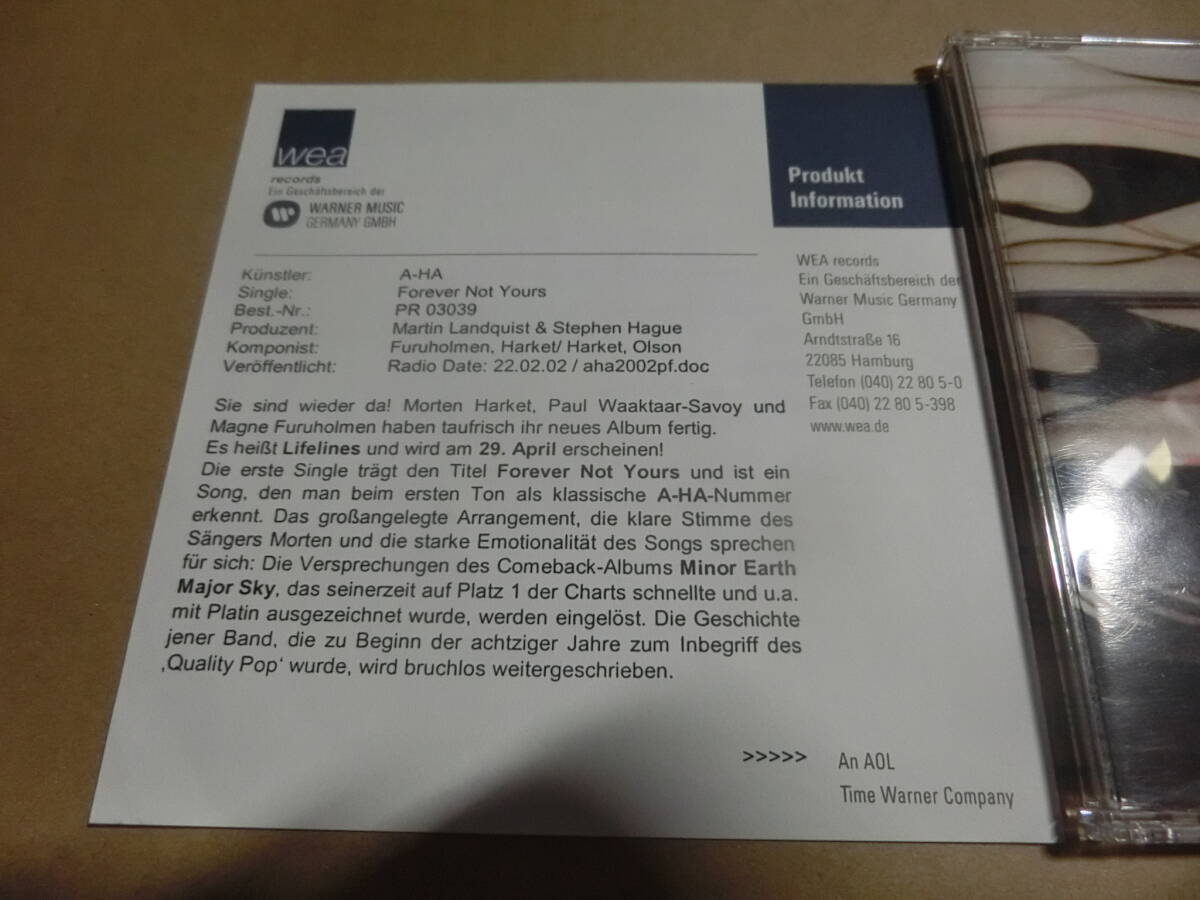 wea
records
Ein Geschäftsbereich der
WARNER MUSIC
GERMANY GMBH
Produkt
Information
WEA records
Ein Geschäftsbereich der
Warner Music Germany
GmbH
Arndtstraße 16
22085 Hamburg
Telefon (040) 22 80 5-0
Fax (040) 22 80 5-398
www.wea.de
Künstler: A-HA
Single: Forever Not Yours
Best.-Nr.: PR 03039
Produzent: Martin Landquist & Stephen Hague
Komponist: Furuholmen, Harket/ Harket, Olson
Veröffentlicht: Radio Date: 22.02.02 / aha2002pf.doc
Sie sind wieder da! Morten Harket, Paul Waaktaar-Savoy und
Magne Furuholmen haben taufrisch ihr neues Album fertig.
Es heißt Lifelines und wird am 29. April erscheinen!
Die erste Single trägt den Titel Forever Not Yours und ist ein
Song, den man beim ersten Ton als klassische A-HA-Nummer
erkennt. Das großangelegte Arrangement, die klare Stimme des
Sängers Morten und die starke Emotionalität des Songs sprechen
für sich: Die Versprechungen des Comeback-Albums Minor Earth
Major Sky, das seinerzeit auf Platz 1 der Charts schnellte und u.a.
mit Platin ausgezeichnet wurde, werden eingelöst. Die Geschichte
jener Band, die zu Beginn der achtziger Jahre zum Inbegriff des
‚Quality Pop‘ wurde, wird bruchlos weitergeschrieben.
>>>>>
An AOL
Time Warner Company